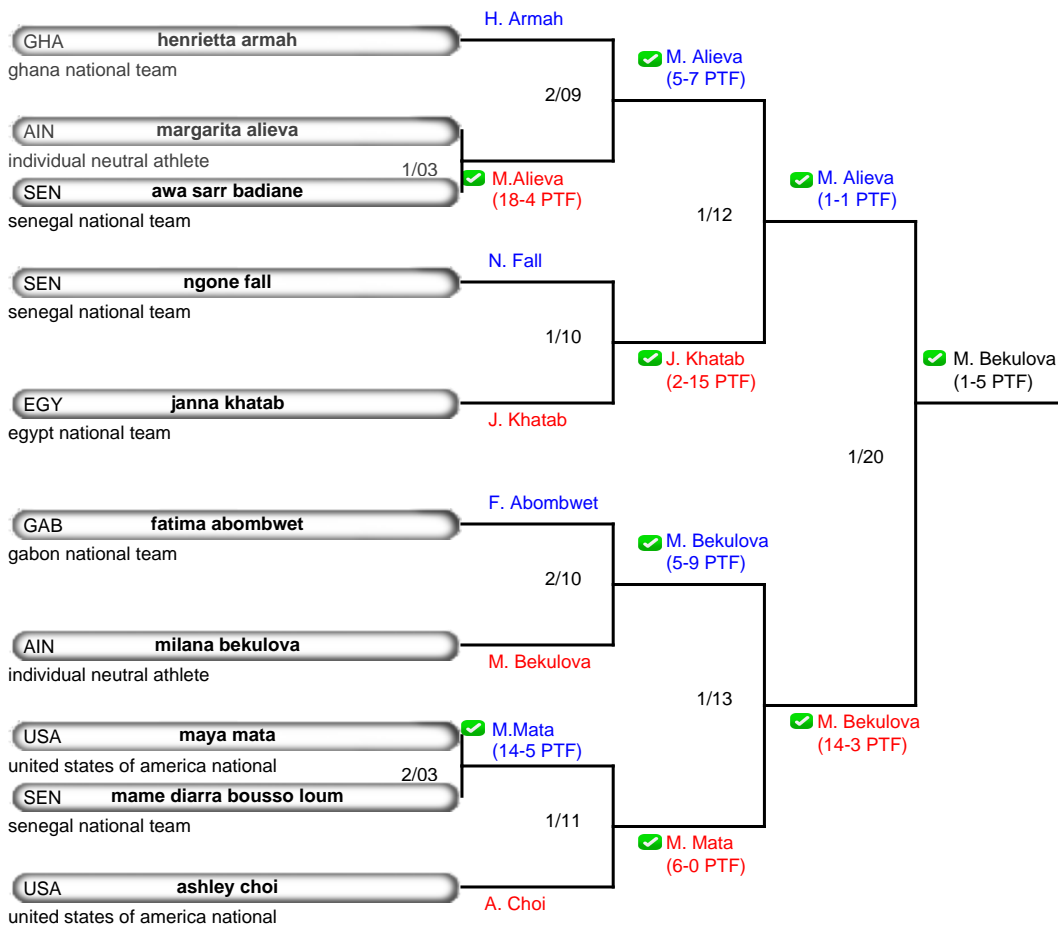 H. Armah
GHA henrietta armah
ghana national team
M. Alieva
(5-7 PTF)
2/09
AIN margarita alieva
individual neutral athlete
1/03
M.Alieva
(18-4 PTF)
SEN awa sarr badiane
senegal national team
M. Alieva
(1-1 PTF)
1/12
N. Fall
SEN ngone fall
senegal national team
1/10
J. Khatab
(2-15 PTF)
M. Bekulova
(1-5 PTF)
EGY janna khatab
J. Khatab
egypt national team
1/20
F. Abombwet
GAB fatima abombwet
gabon national team
M. Bekulova
(5-9 PTF)
2/10
AIN milana bekulova
M. Bekulova
individual neutral athlete
1/13
M. Bekulova
(14-3 PTF)
USA maya mata
M.Mata
(14-5 PTF)
united states of america national
2/03
SEN mame diarra bousso loum
senegal national team
1/11
M. Mata
(6-0 PTF)
USA ashley choi
A. Choi
united states of america national